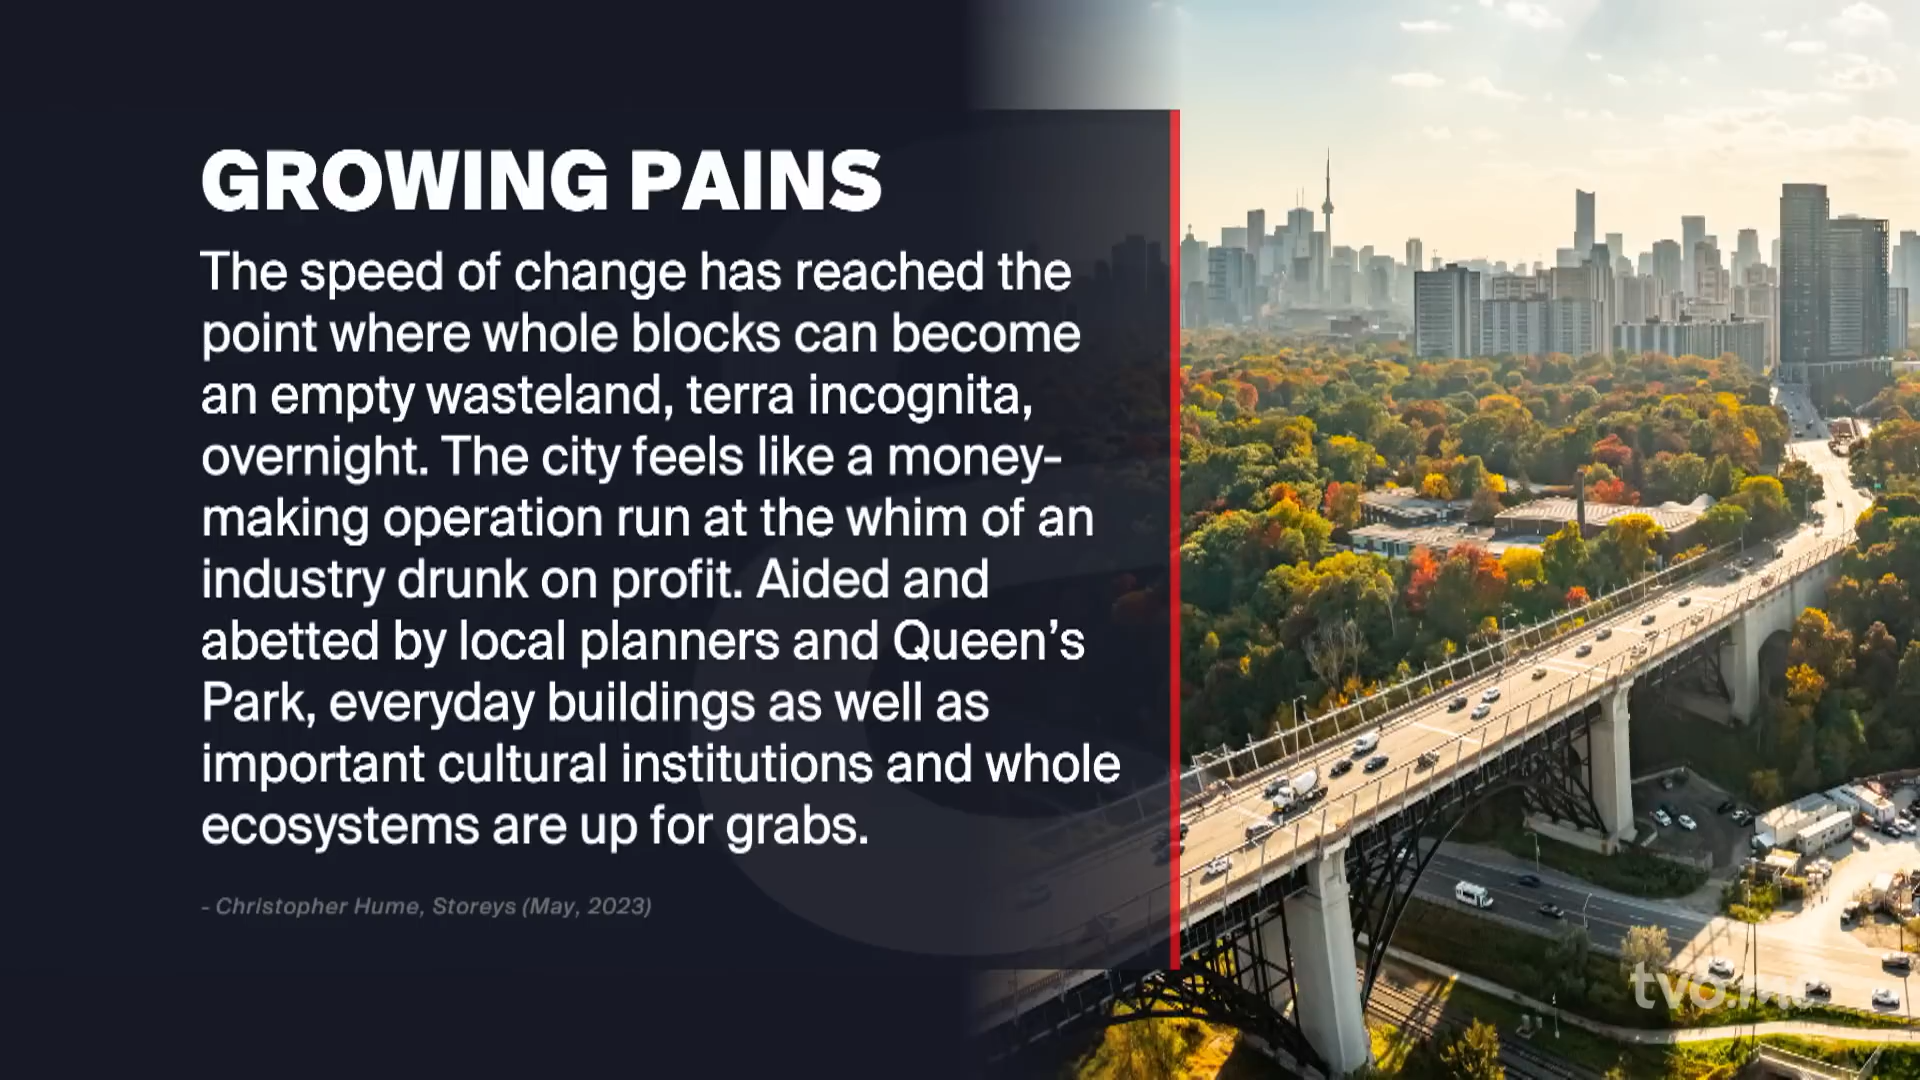 GROWING PAINS
The speed of change has reached the
point where whole blocks can become
an empty wasteland, terra incognita,
overnight. The city feels like a money-
making operation run at the whim of an
industry drunk on profit. Aided and
abetted by local planners and Queen’s
Park, everyday buildings as well as
important cultural institutions and whole
ecosystems are up for grabs.
- Christopher Hume, Storeys (May, 2023)
tvo.me